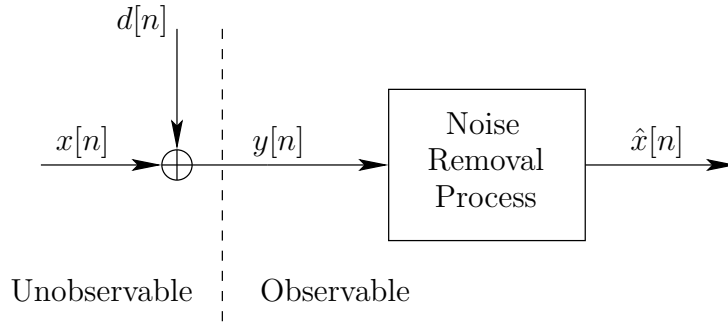 d[n]
x[n]
y[n]
Noise
Removal
Process
x̂[n]
Unobservable
Observable